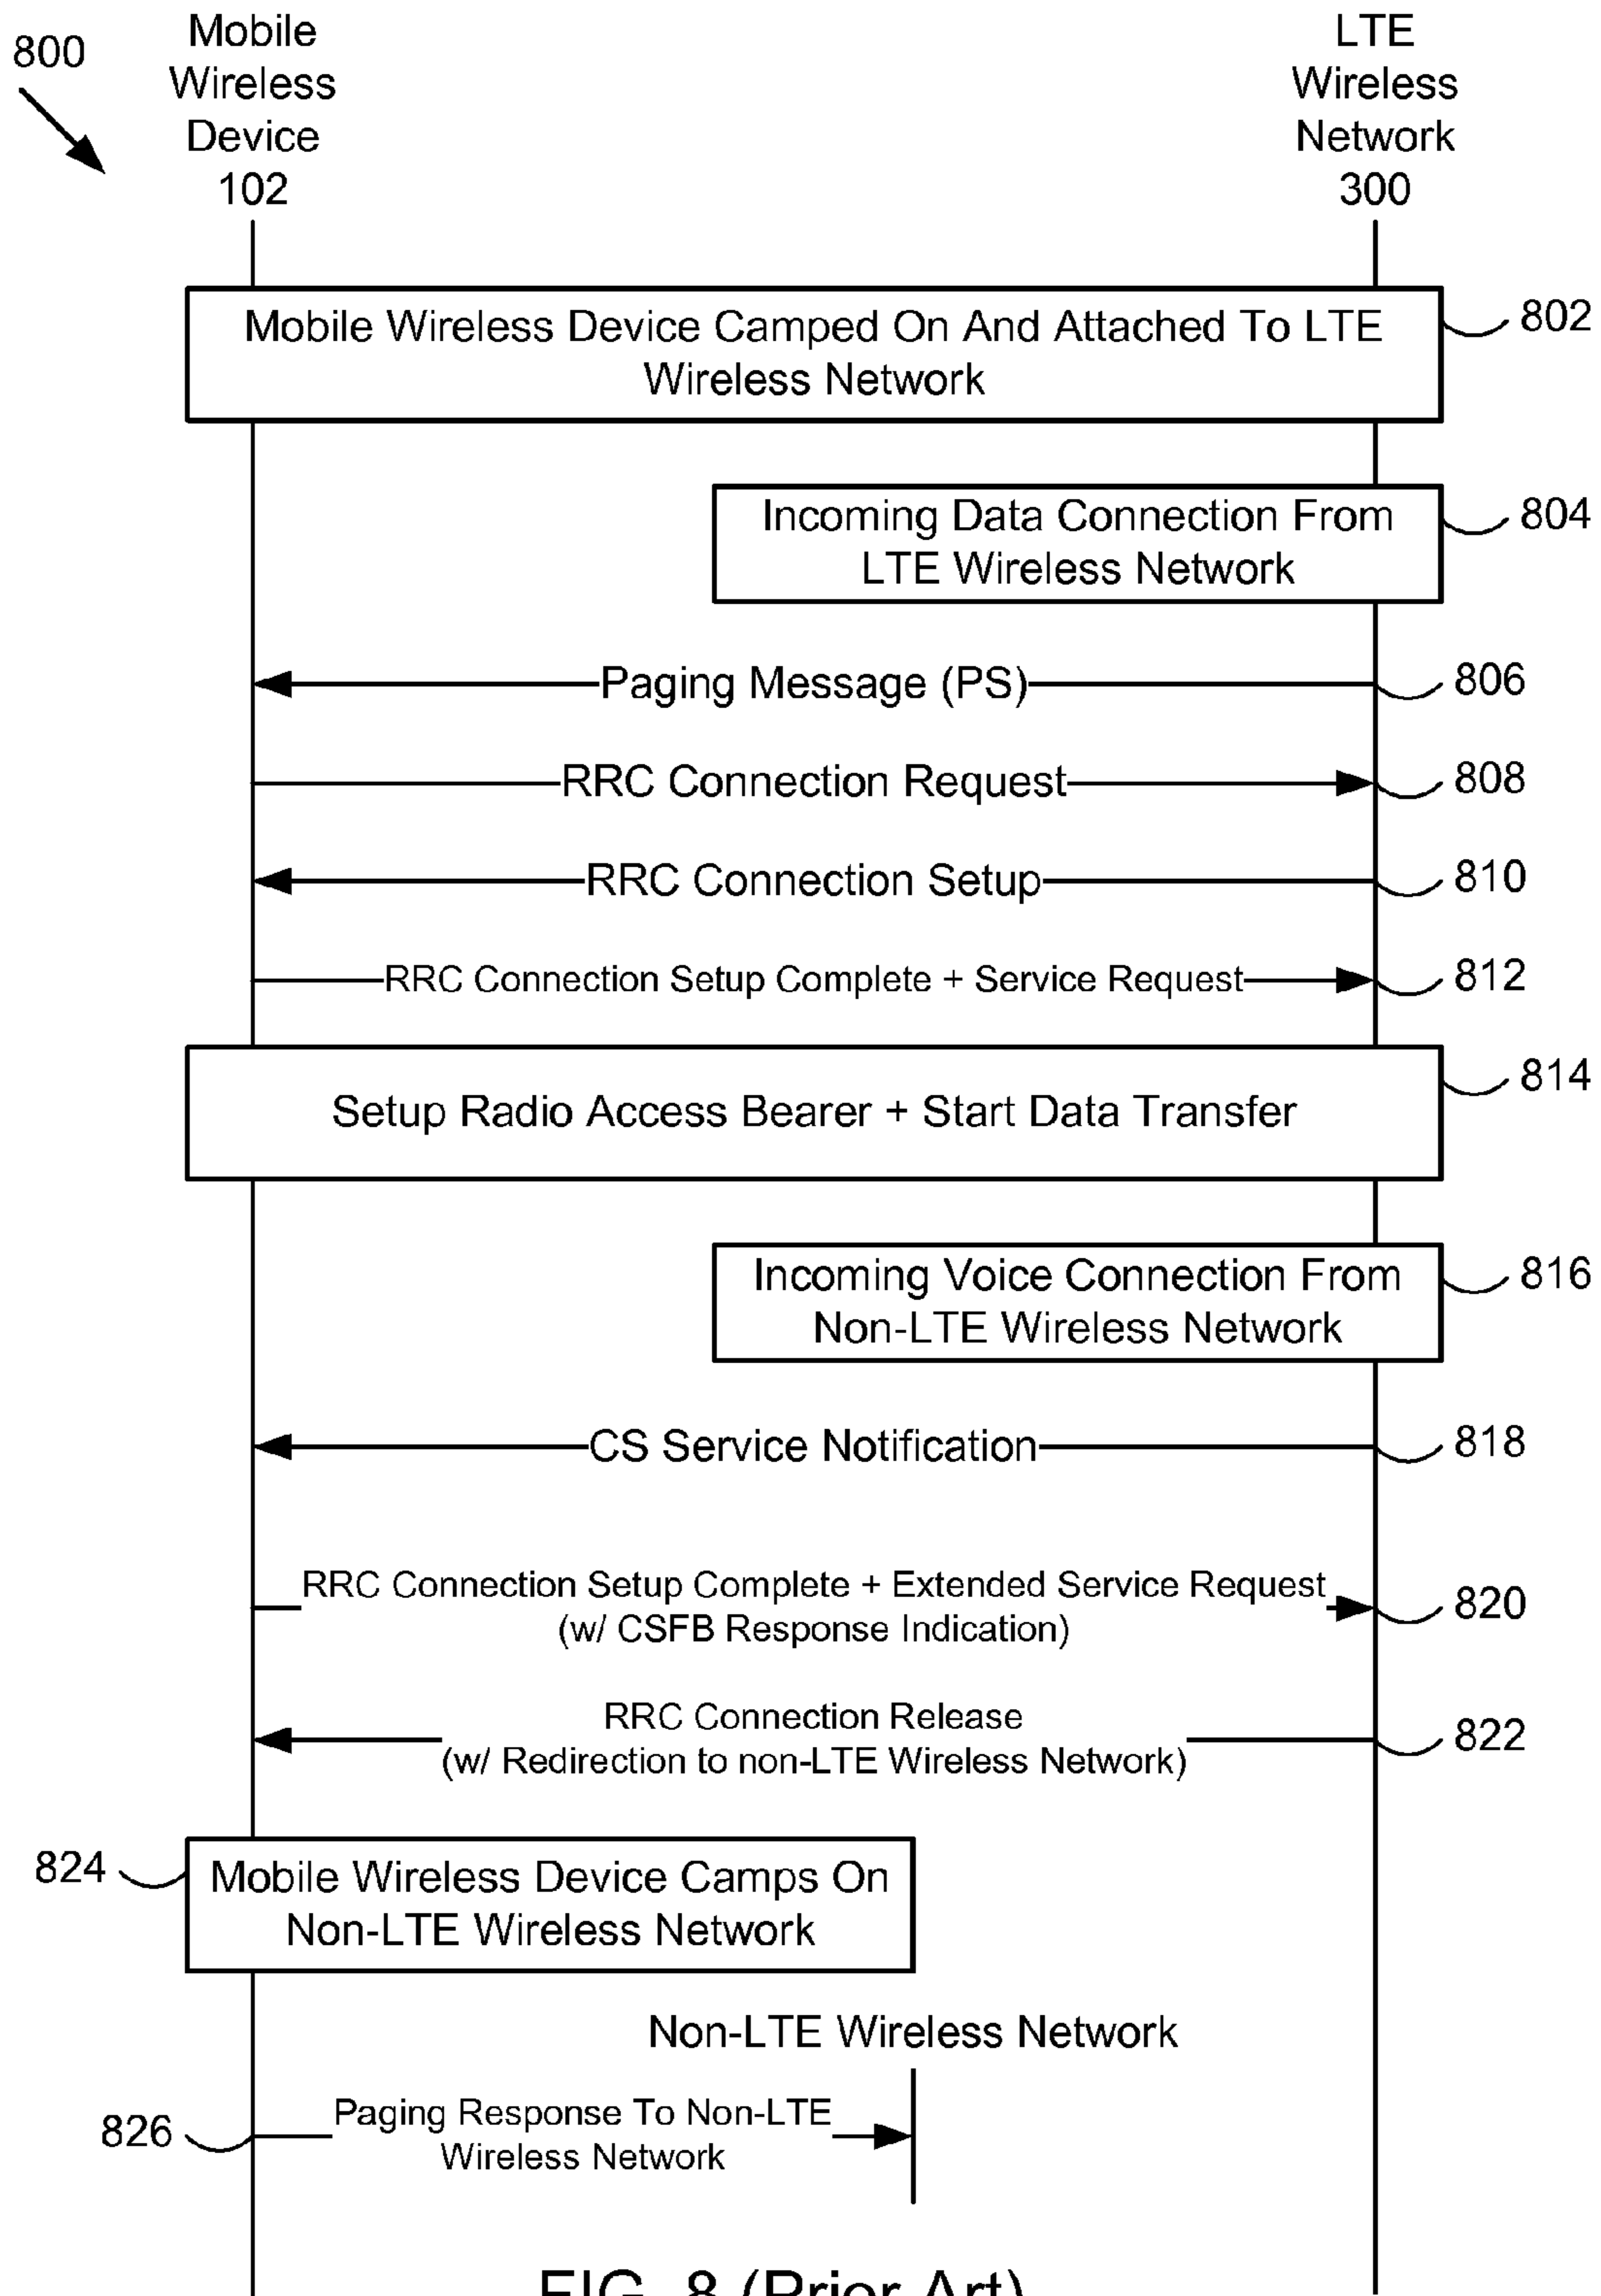 800
Mobile
Wireless
Device
102
LTE
Wireless
Network
300
Mobile Wireless Device Camped On And Attached To LTE
Wireless Network
802
Incoming Data Connection From
LTE Wireless Network
804
Paging Message (PS)
806
RRC Connection Request
808
RRC Connection Setup
810
RRC Connection Setup Complete + Service Request
812
Setup Radio Access Bearer + Start Data Transfer
814
Incoming Voice Connection From
Non-LTE Wireless Network
816
CS Service Notification
818
RRC Connection Setup Complete + Extended Service Request
(w/ CSFB Response Indication)
820
RRC Connection Release
(w/ Redirection to non-LTE Wireless Network)
822
824
Mobile Wireless Device Camps On
Non-LTE Wireless Network
Non-LTE Wireless Network
826
Paging Response To Non-LTE
Wireless Network
FIG. 8 (Prior Art)